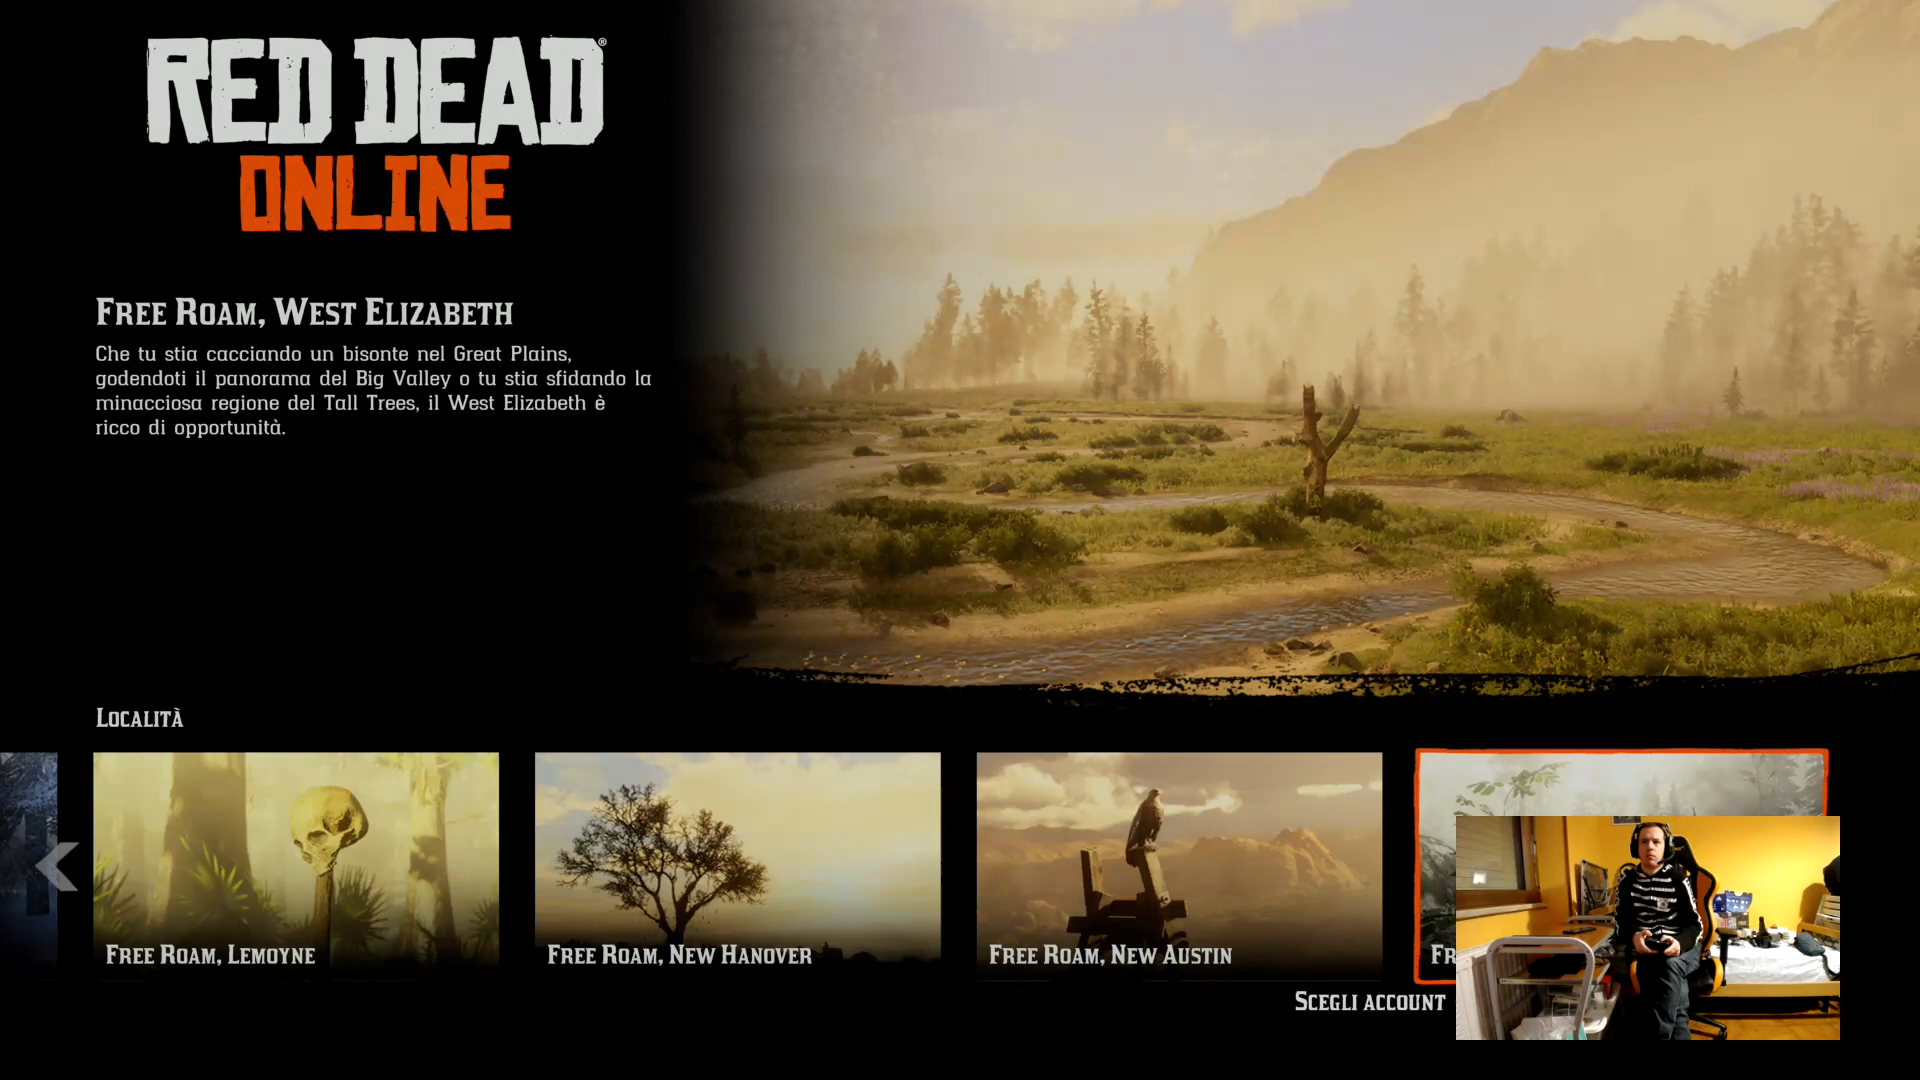 RED DEAD®
ONLINE
FREE ROAM, WEST ELIZABETH
Che tu stia cacciando un bisonte nel Great Plains,
godendoti il panorama del Big Valley o tu stia sfidando la
minacciosa regione del Tall Trees, il West Elizabeth è
ricco di opportunità.
LOCALITÀ
FREE ROAM, LEMOYNE
FREE ROAM, NEW HANOVER
FREE ROAM, NEW AUSTIN
FR
SCEGLI ACCOUNT